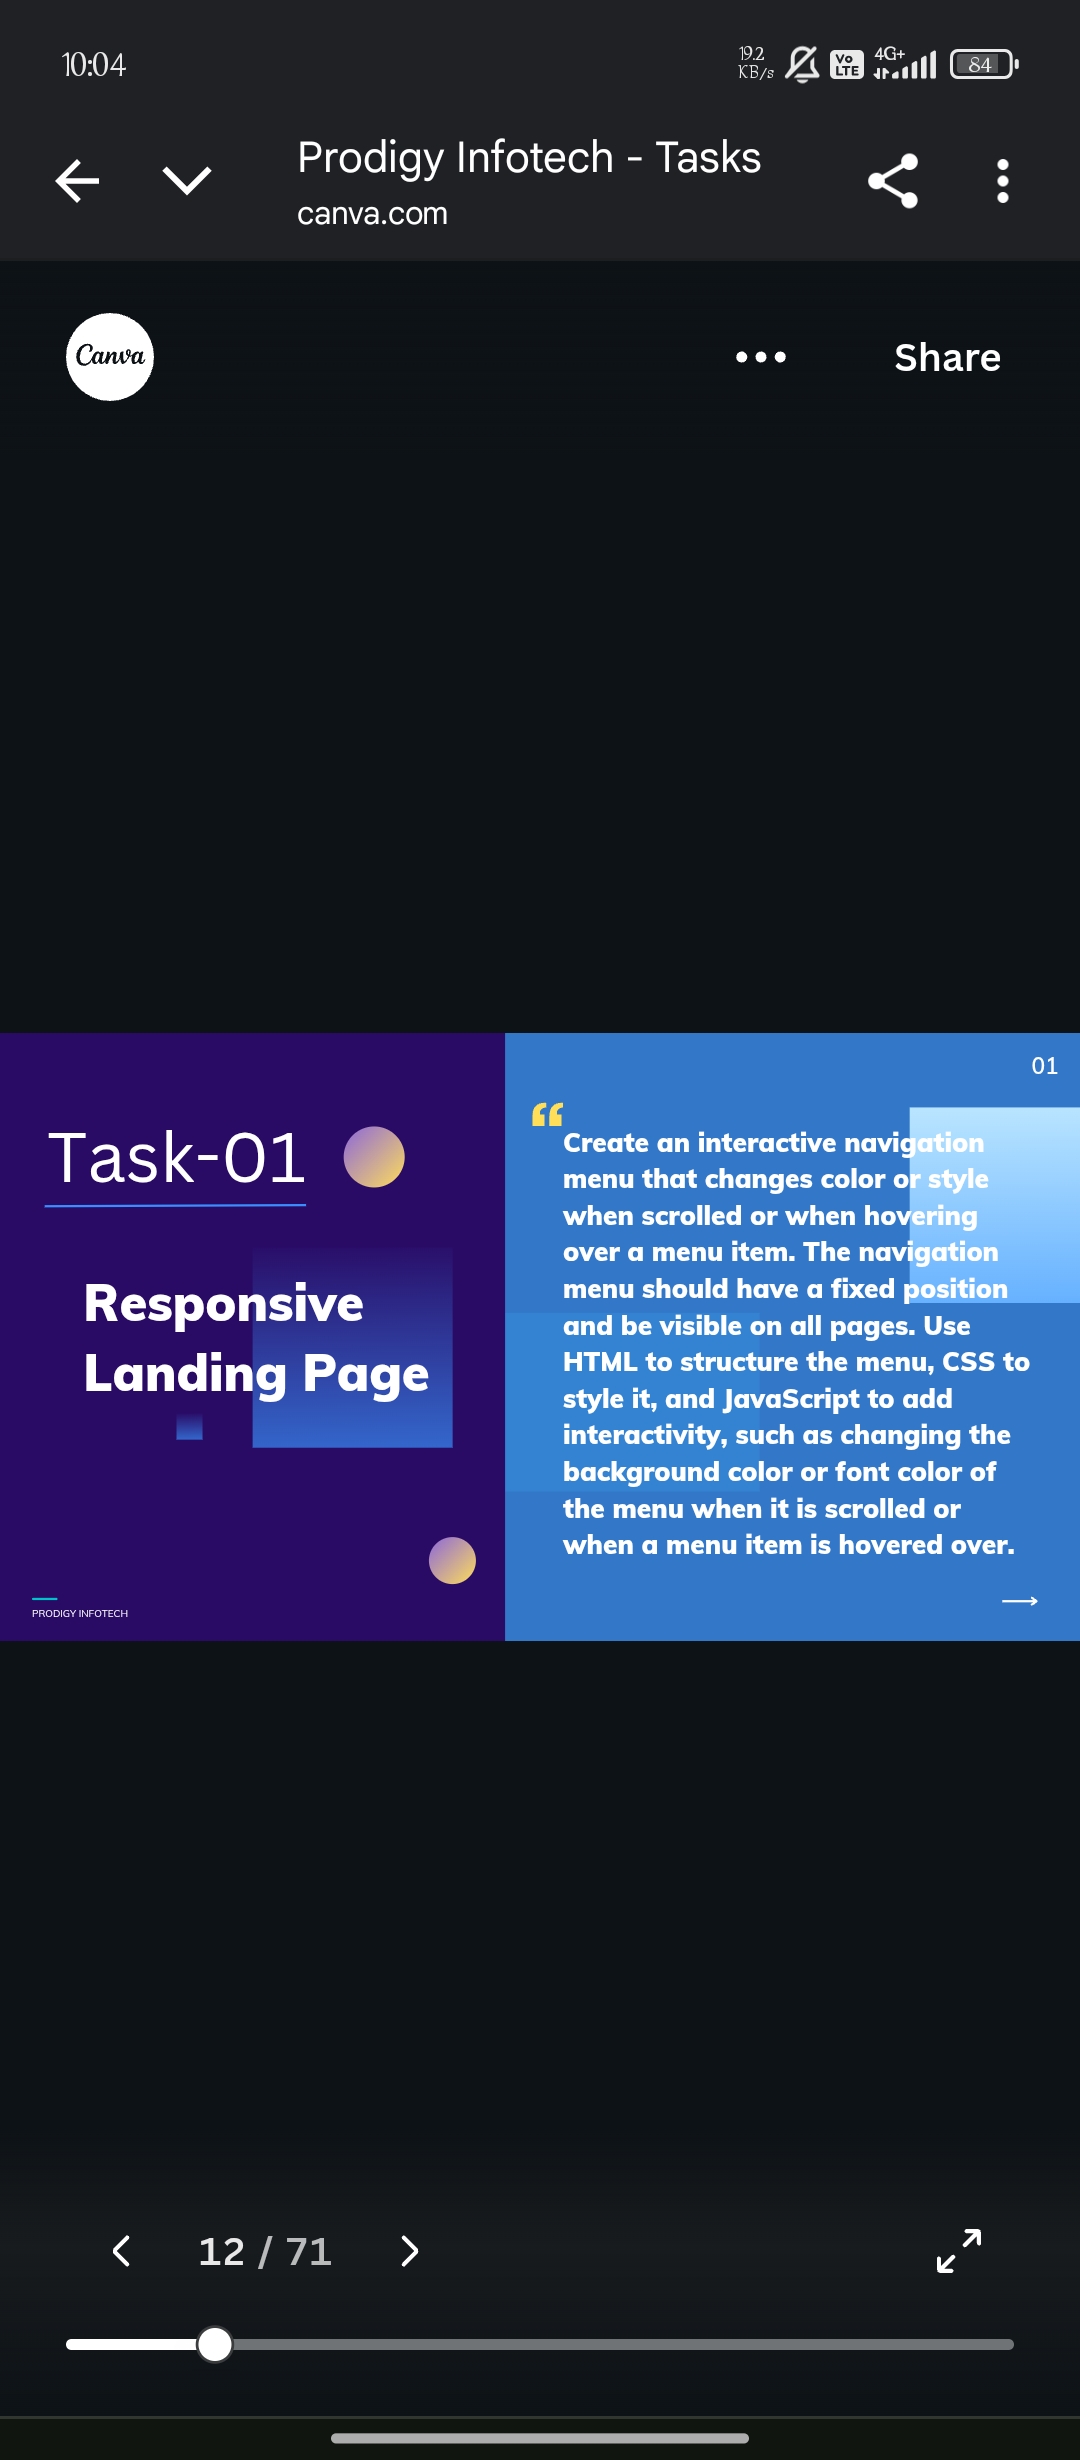 10:04
19.2
KB/s
Vo
LTE
4G+
84
Prodigy Infotech - Tasks
canva.com
Canva
Share
Task-01
Responsive
Landing Page
PRODIGY INFOTECH
01
“
Create an interactive navigation
menu that changes color or style
when scrolled or when hovering
over a menu item. The navigation
menu should have a fixed position
and be visible on all pages. Use
HTML to structure the menu, CSS to
style it, and JavaScript to add
interactivity, such as changing the
background color or font color of
the menu when it is scrolled or
when a menu item is hovered over.
12 / 71